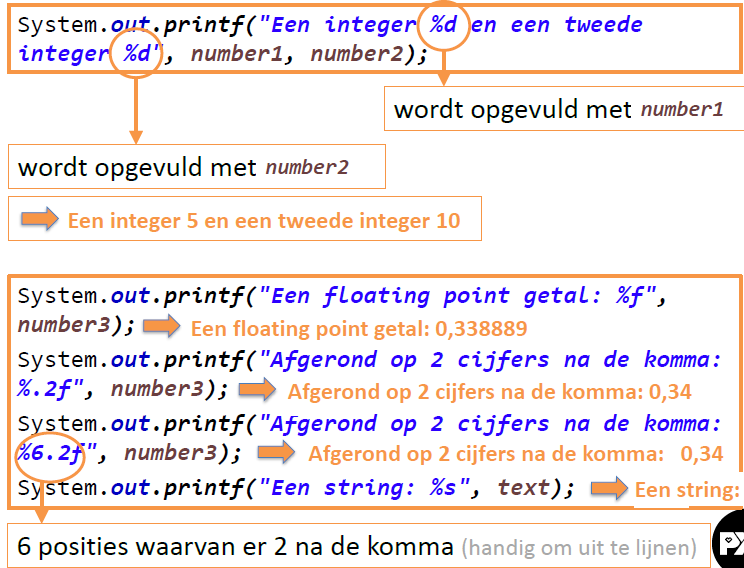 System.out.printf("Een integer %d en een tweede
integer %d", number1, number2);
wordt opgevuld met number1
wordt opgevuld met number2
Een integer 5 en een tweede integer 10
System.out.printf("Een floating point getal: %f",
number3); Een floating point getal: 0,338889
System.out.printf("Afgerond op 2 cijfers na de komma:
%.2f", number3); Afgerond op 2 cijfers na de komma: 0,34
System.out.printf("Afgerond op 2 cijfers na de komma:
%6.2f", number3); Afgerond op 2 cijfers na de komma:   0,34
System.out.printf("Een string: %s", text); Een string:
6 posities waarvan er 2 na de komma (handig om uit te lijnen)